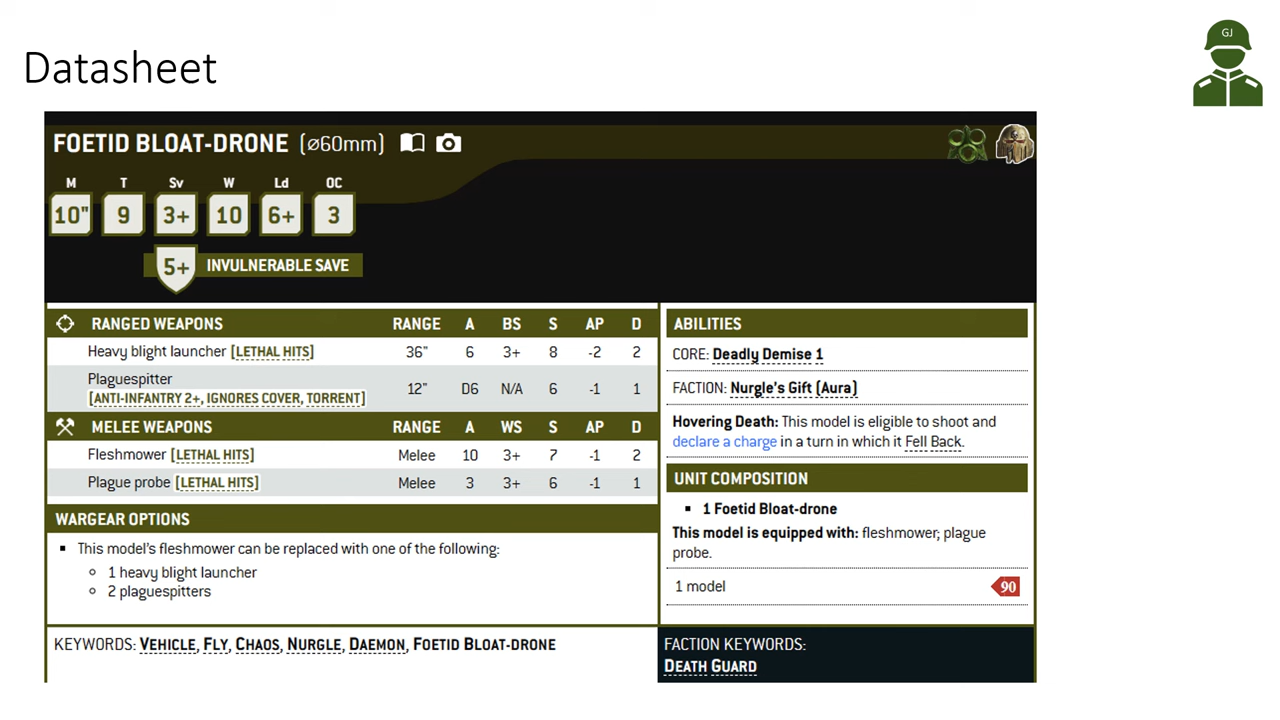 Datasheet
GJ
FOETID BLOAT-DRONE (⌀60mm)
M T Sv W Ld OC
10" 9 3+ 10 6+ 3
5+ INVULNERABLE SAVE
RANGED WEAPONS RANGE A BS S AP D
Heavy blight launcher [LETHAL HITS] 36" 6 3+ 8 -2 2
Plaguespitter
[ANTI-INFANTRY 2+, IGNORES COVER, TORRENT] 12" D6 N/A 6 -1 1
MELEE WEAPONS RANGE A WS S AP D
Fleshmower [LETHAL HITS] Melee 10 3+ 7 -1 2
Plague probe [LETHAL HITS] Melee 3 3+ 6 -1 1
WARGEAR OPTIONS
▪ This model's fleshmower can be replaced with one of the following:
○ 1 heavy blight launcher
○ 2 plaguespitters
ABILITIES
CORE: Deadly Demise 1
FACTION: Nurgle's Gift (Aura)
Hovering Death: This model is eligible to shoot and
declare a charge in a turn in which it Fell Back.
UNIT COMPOSITION
▪ 1 Foetid Bloat-drone
This model is equipped with: fleshmower; plague
probe.
1 model 90
KEYWORDS: VEHICLE, FLY, CHAOS, NURGLE, DAEMON, FOETID BLOAT-DRONE
FACTION KEYWORDS:
DEATH GUARD